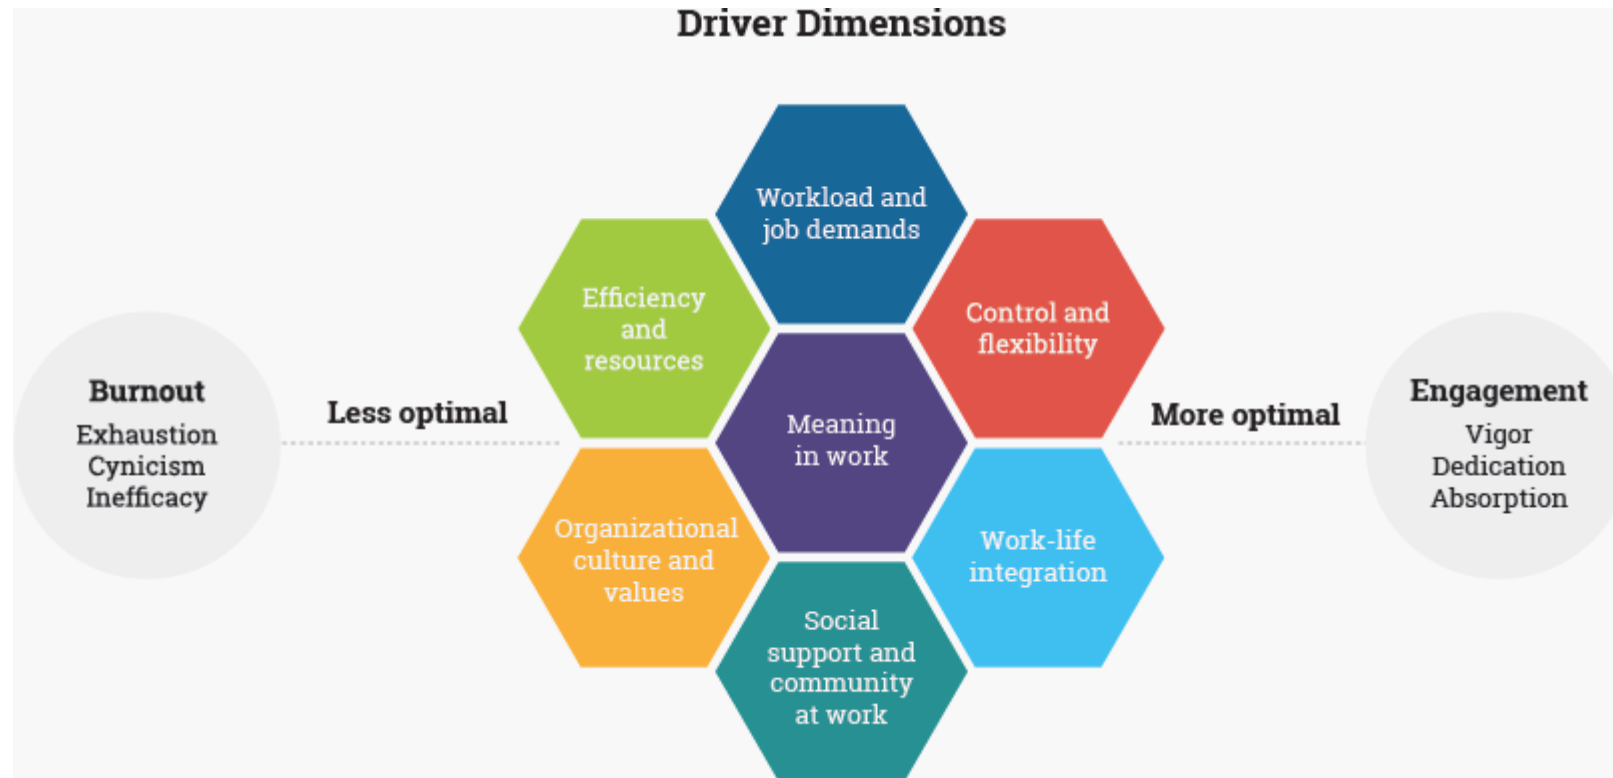 Driver Dimensions
Workload and
job demands
Efficiency
and
resources
Control and
flexibility
Burnout
Exhaustion
Cynicism
Inefficacy
Less optimal
Meaning
in work
More optimal
Engagement
Vigor
Dedication
Absorption
Organizational
culture and
values
Work-life
integration
Social
support and
community
at work